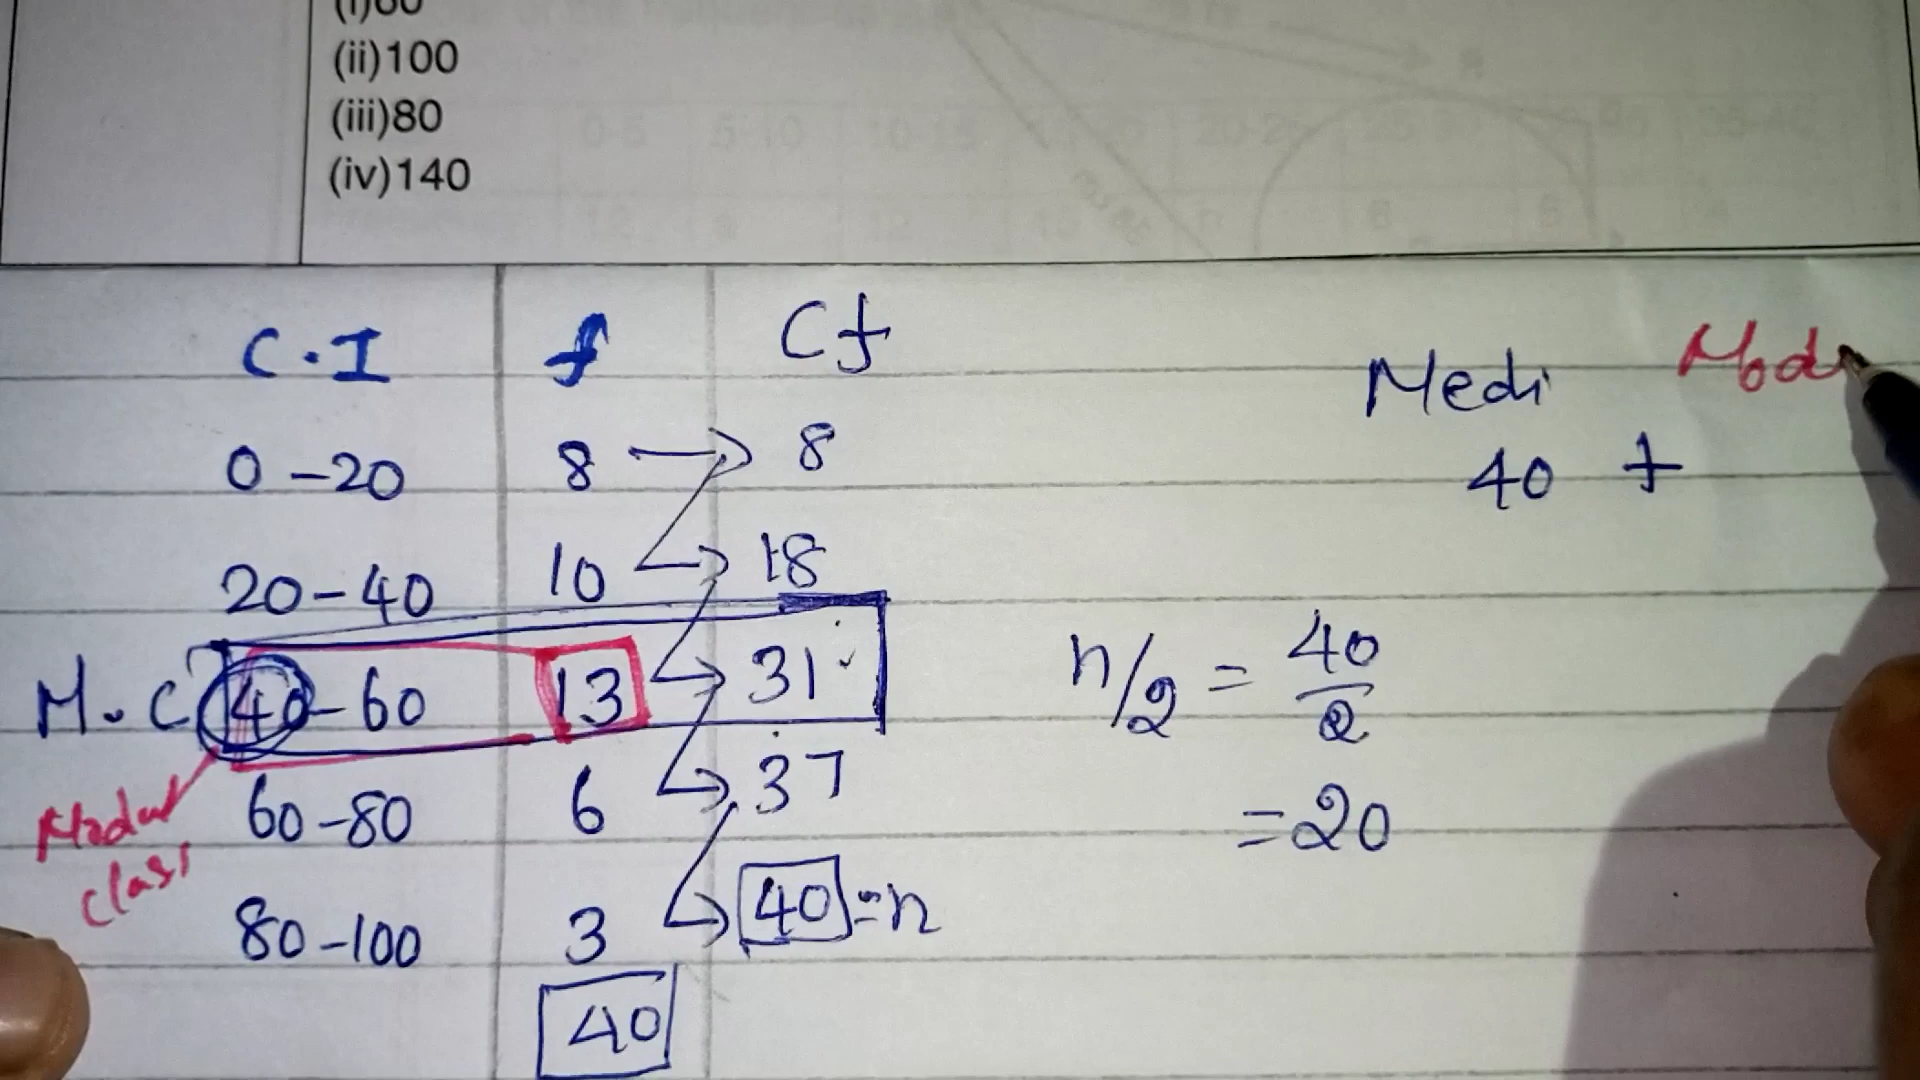 (i)60
(ii)100
(iii)80
(iv)140
C.I f Cf
Medi Mod
0-20 8 8
40 +
20-40 10 18
M.C 40-60 13 31
n/2 = 40/2
Modal class
60-80 6 37
=20
80-100 3 40=n
40